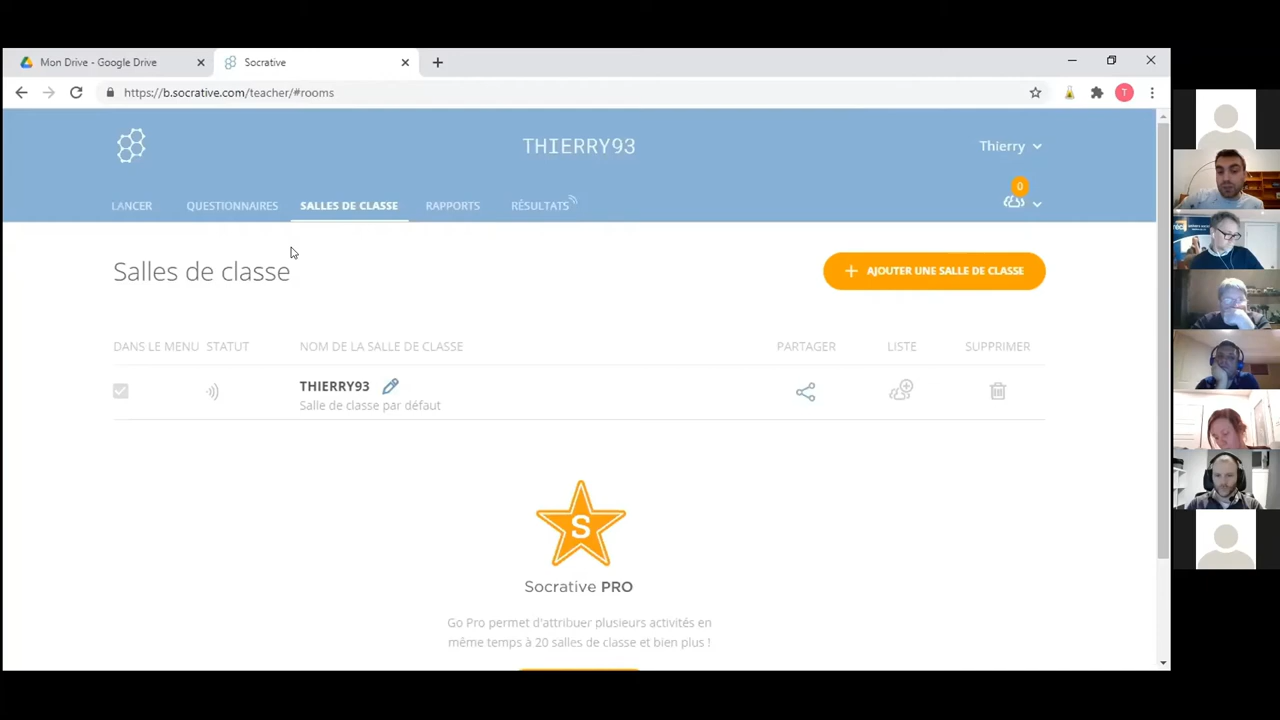 Mon Drive - Google Drive
Socrative
https://b.socrative.com/teacher/#rooms
T
THIERRY93
Thierry
0
LANCER QUESTIONNAIRES SALLES DE CLASSE RAPPORTS RÉSULTATS
Salles de classe
+ AJOUTER UNE SALLE DE CLASSE
DANS LE MENU STATUT NOM DE LA SALLE DE CLASSE PARTAGER LISTE SUPPRIMER
THIERRY93
Salle de classe par défaut
S
Socrative PRO
Go Pro permet d'attribuer plusieurs activités en
même temps à 20 salles de classe et bien plus !